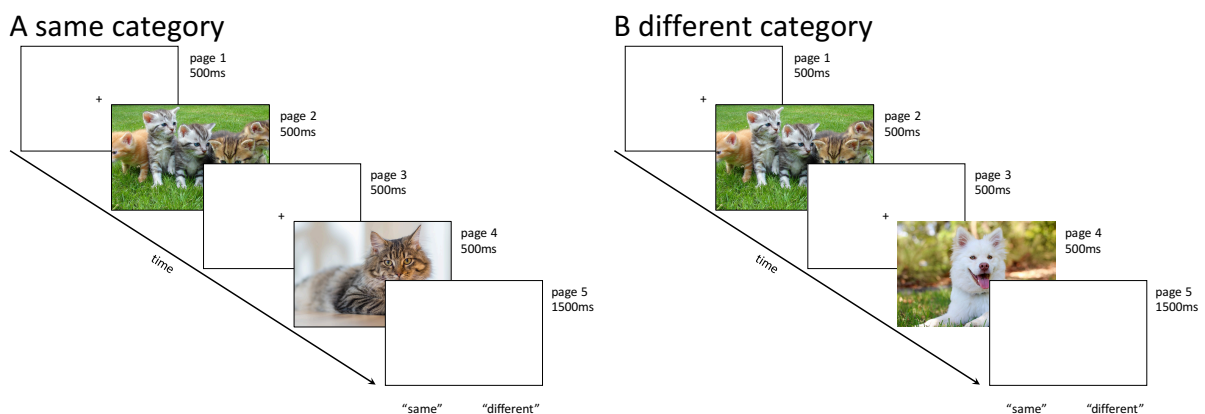 A same category
page 1
500ms
+
page 2
500ms
page 3
500ms
+
page 4
500ms
time
page 5
1500ms
“same” “different”
B different category
page 1
500ms
+
page 2
500ms
page 3
500ms
+
page 4
500ms
time
page 5
1500ms
“same” “different”